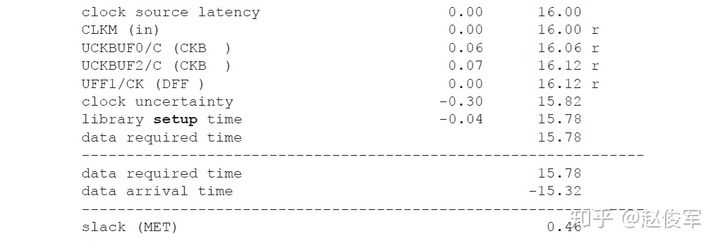 clock source latency 0.00 16.00
CLKM (in) 0.00 16.00 r
UCKBUF0/C (CKB ) 0.06 16.06 r
UCKBUF2/C (CKB ) 0.07 16.12 r
UFF1/CK (DFF ) 0.00 16.12 r
clock uncertainty -0.30 15.82
library setup time -0.04 15.78
data required time 15.78
---------------------------------------------------------------
data required time 15.78
data arrival time -15.32
---------------------------------------------------------------
slack (MET) 0.46
知乎 @赵俊军